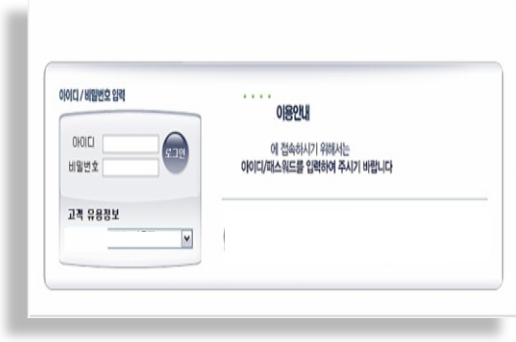 아이디 / 비밀번호 입력
아이디
비밀번호
로그인
고객 유용정보
이용안내
에 접속하시기 위해서는
아이디/패스워드를 입력하여 주시기 바랍니다